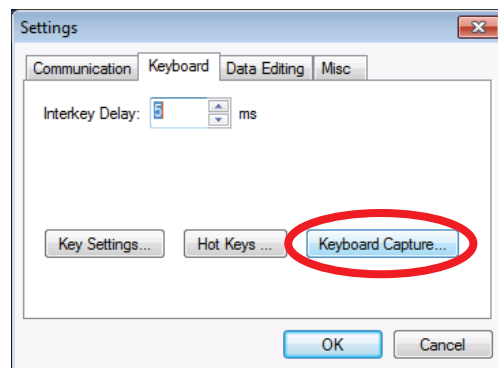 Settings
Communication Keyboard Data Editing Misc
Interkey Delay: 5 ms
Key Settings... Hot Keys ... Keyboard Capture...
OK Cancel